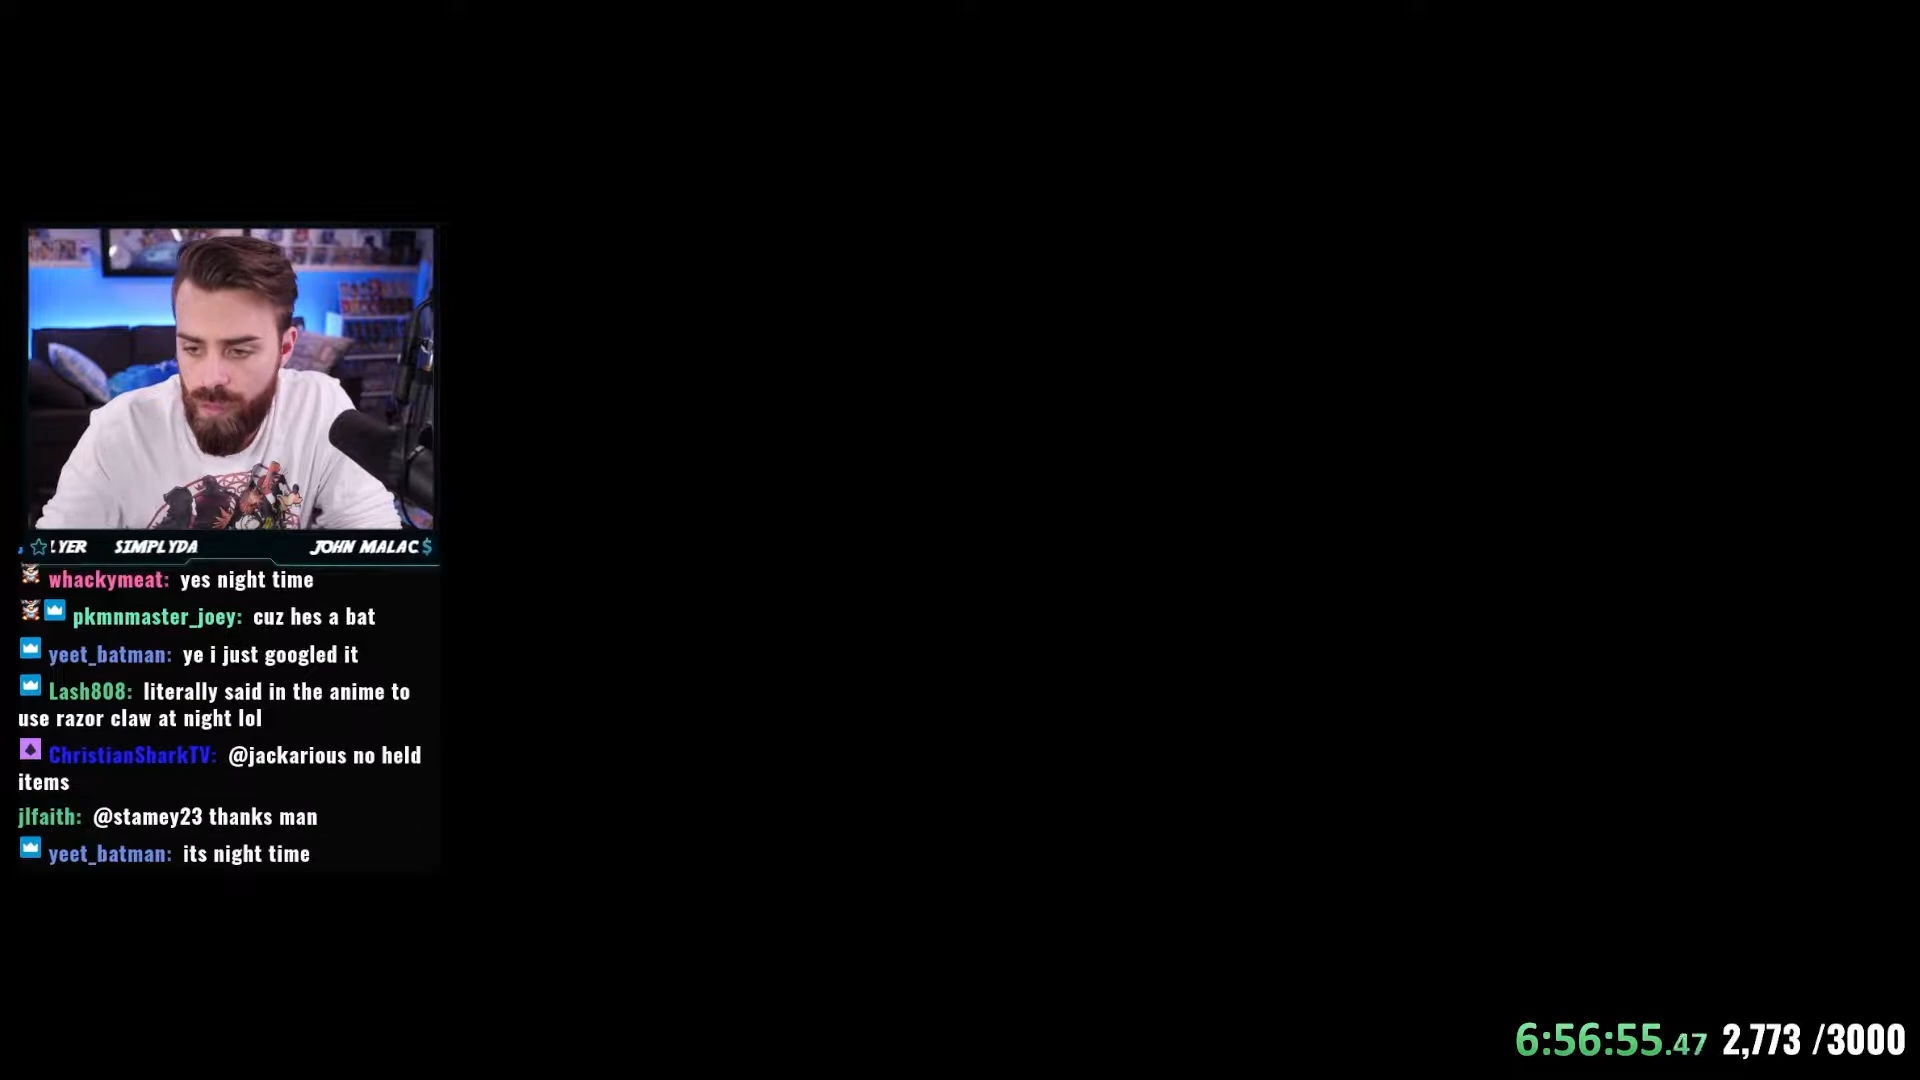 LYER SIMPLYDA JOHN MALAC $
whackymeat: yes night time
pkmnmaster_joey: cuz hes a bat
yeet_batman: ye i just googled it
Lash808: literally said in the anime to
use razor claw at night lol
ChristianSharkTV: @jackarious no held
items
jlfaith: @stamey23 thanks man
yeet_batman: its night time
6:56:55.47 2,773 /3000